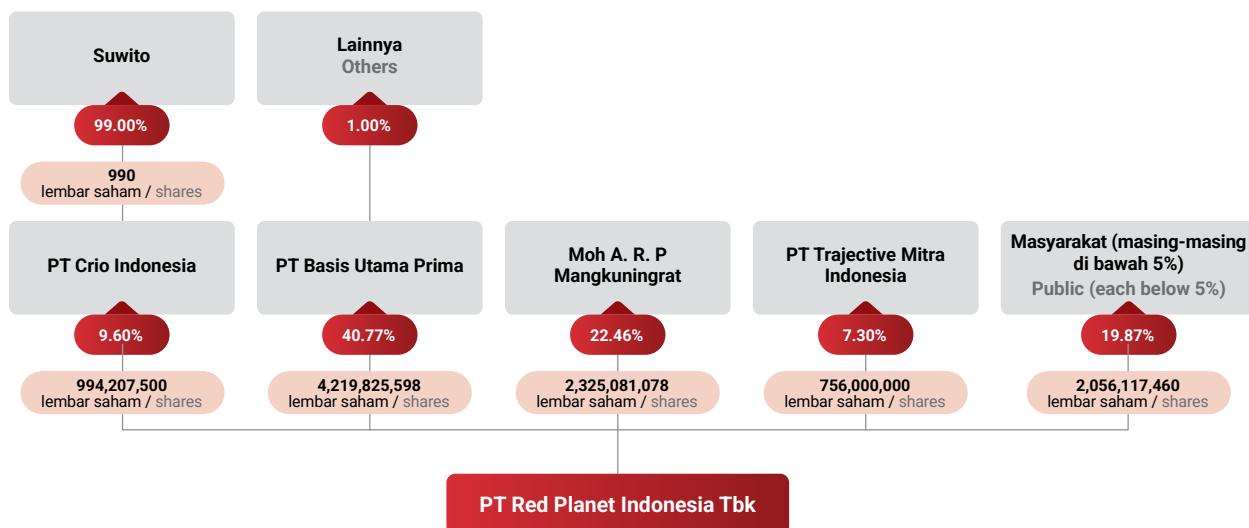 Suwito
Lainnya
Others
99.00%
1.00%
990
lembar saham / shares
PT Crio Indonesia
PT Basis Utama Prima
Moh A. R. P
Mangkuningrat
PT Trajective Mitra
Indonesia
Masyarakat (masing-masing
di bawah 5%)
Public (each below 5%)
9.60%
40.77%
22.46%
7.30%
19.87%
994,207,500
lembar saham / shares
4,219,825,598
lembar saham / shares
2,325,081,078
lembar saham / shares
756,000,000
lembar saham / shares
2,056,117,460
lembar saham / shares
PT Red Planet Indonesia Tbk